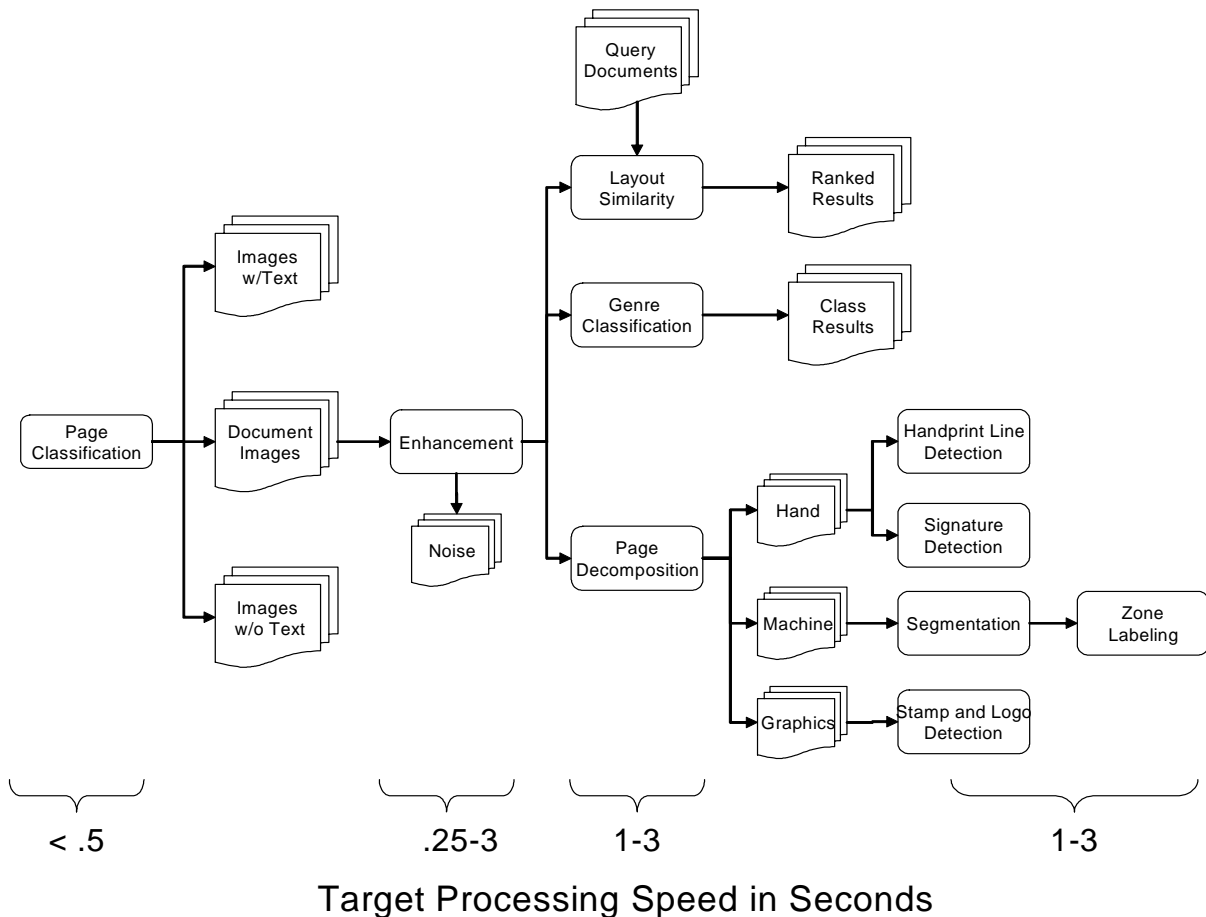 Query
Documents
Layout
Similarity
Ranked
Results
Images
w/Text
Genre
Classification
Class
Results
Page
Classification
Document
Images
Enhancement
Handprint Line
Detection
Hand
Signature
Detection
Noise
Page
Decomposition
Images
w/o Text
Machine
Segmentation
Zone
Labeling
Graphics
Stamp and Logo
Detection
< .5
.25-3
1-3
1-3
Target Processing Speed in Seconds